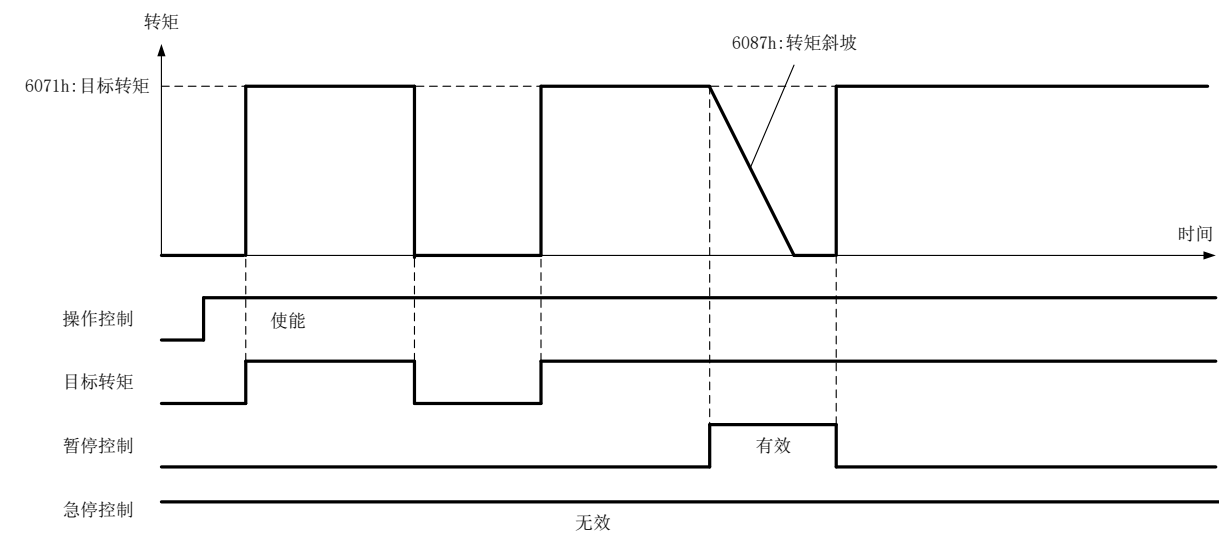 转矩
6087h:转矩斜坡
6071h:目标转矩
时间
操作控制
使能
目标转矩
暂停控制
有效
急停控制
无效